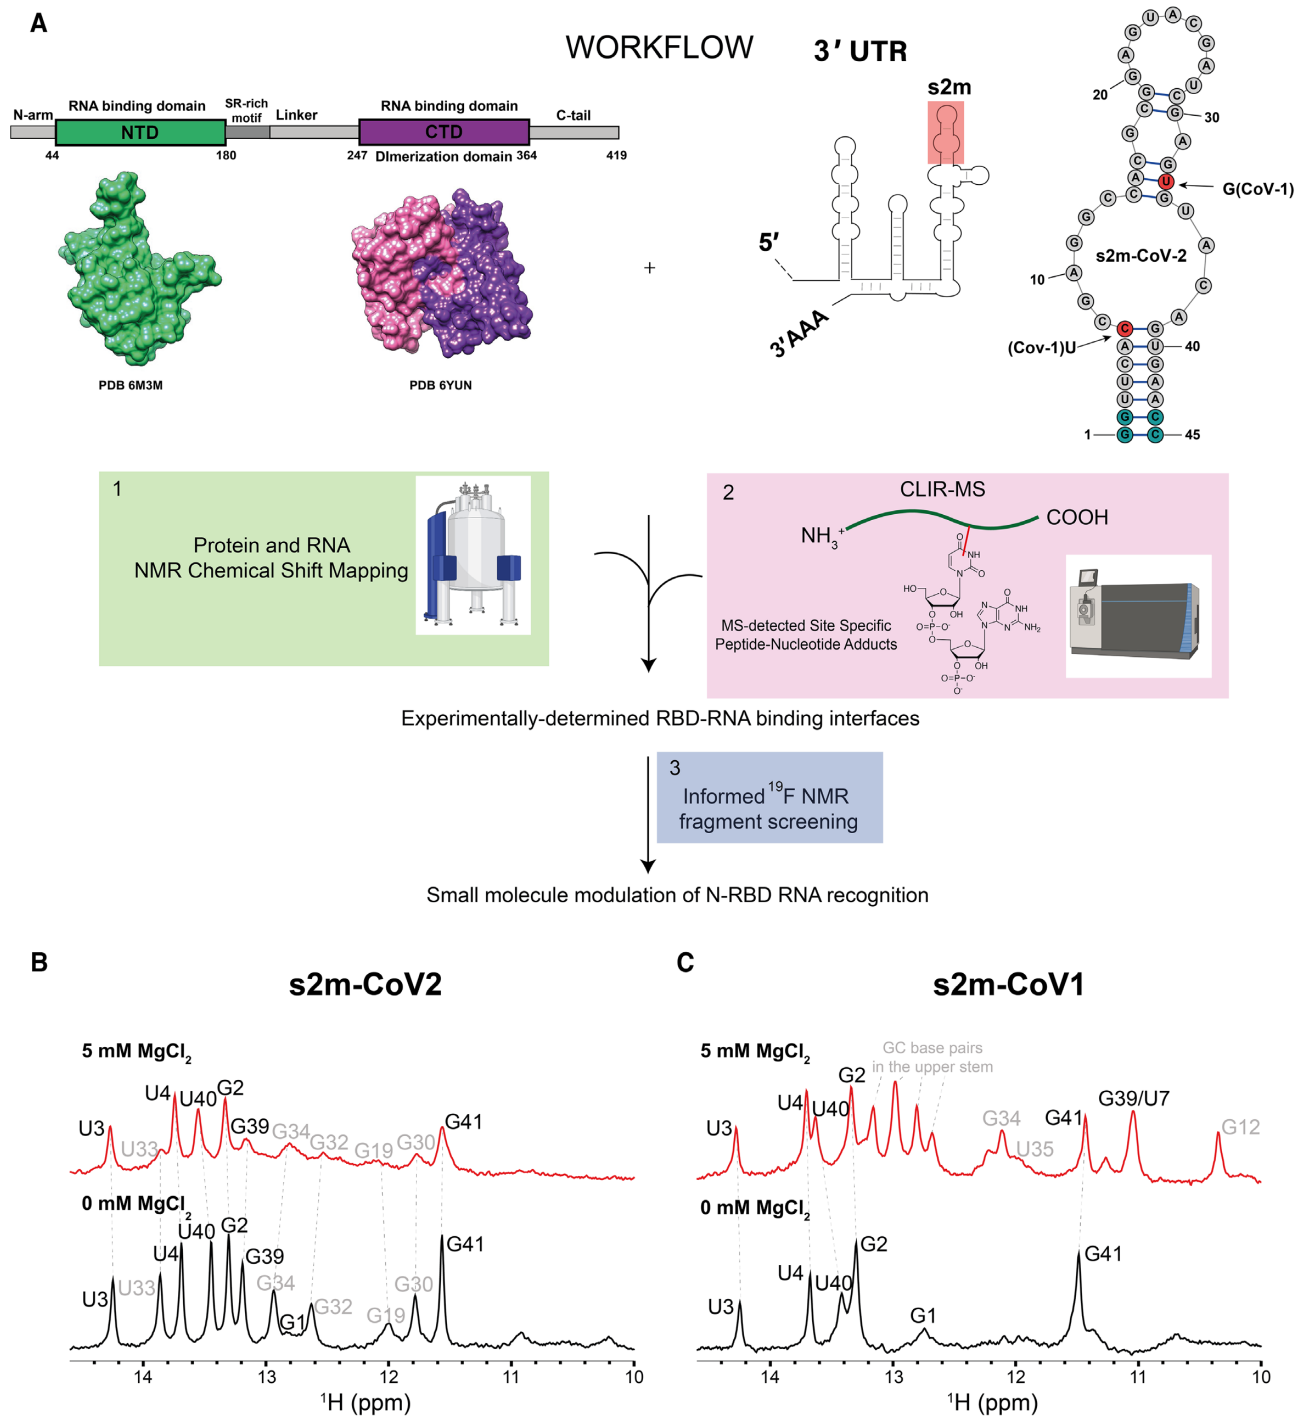 A
WORKFLOW
3′ UTR
s2m
N-arm
RNA binding domain
SR-rich
motif
Linker
RNA binding domain
C-tail
NTD
CTD
44
180
247
DImerization domain
364
419
PDB 6M3M
PDB 6YUN
+
5′
3′AAA
s2m-CoV-2
G(CoV-1)
(Cov-1)U
1
10
20
30
40
45
G
G
U
U
C
A
C
C
G
A
G
G
C
C
A
C
G
C
G
G
A
G
U
A
C
G
A
U
C
G
A
G
U
G
U
A
C
A
G
U
G
A
A
C
C
1
Protein and RNA
NMR Chemical Shift Mapping
2
CLIR-MS
NH3+
COOH
O
NH
N
O
HO
O
O
OH
O=P-O-
O
N
N
O
NH
N
NH2
O
O
OH
O=P-O-
O-
MS-detected Site Specific
Peptide-Nucleotide Adducts
Experimentally-determined RBD-RNA binding interfaces
3
Informed 19F NMR
fragment screening
Small molecule modulation of N-RBD RNA recognition
B
s2m-CoV2
5 mM MgCl2
U3
U33
U4
U40
G2
G39
G34
G32
G19
G30
G41
0 mM MgCl2
U3
U33
U4
U40
G2
G39
G34
G1
G32
G19
G30
G41
14
13
12
11
10
1H (ppm)
C
s2m-CoV1
5 mM MgCl2
GC base pairs
in the upper stem
U3
U4
U40
G2
G34
U35
G41
G39/U7
G12
0 mM MgCl2
U3
U4
U40
G2
G1
G41
14
13
12
11
10
1H (ppm)